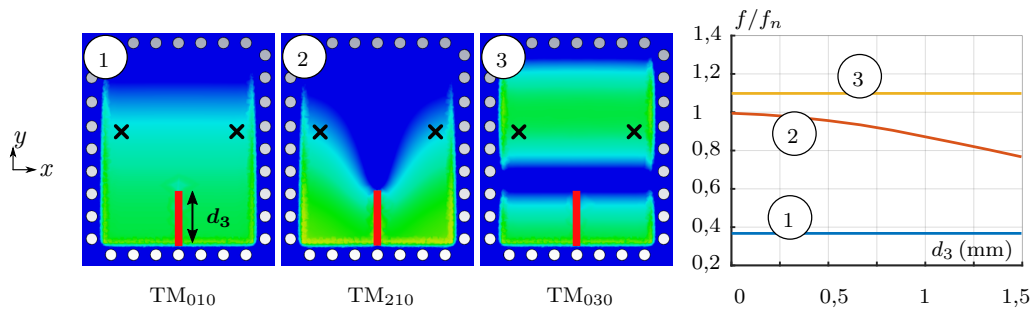 1
2
3
y
x
d₃
TM₀₁₀
TM₂₁₀
TM₀₃₀
f/fₙ
1,4
1,2
1
0,8
0,6
0,4
0,2
3
2
1
d₃ (mm)
0
0,5
1
1,5